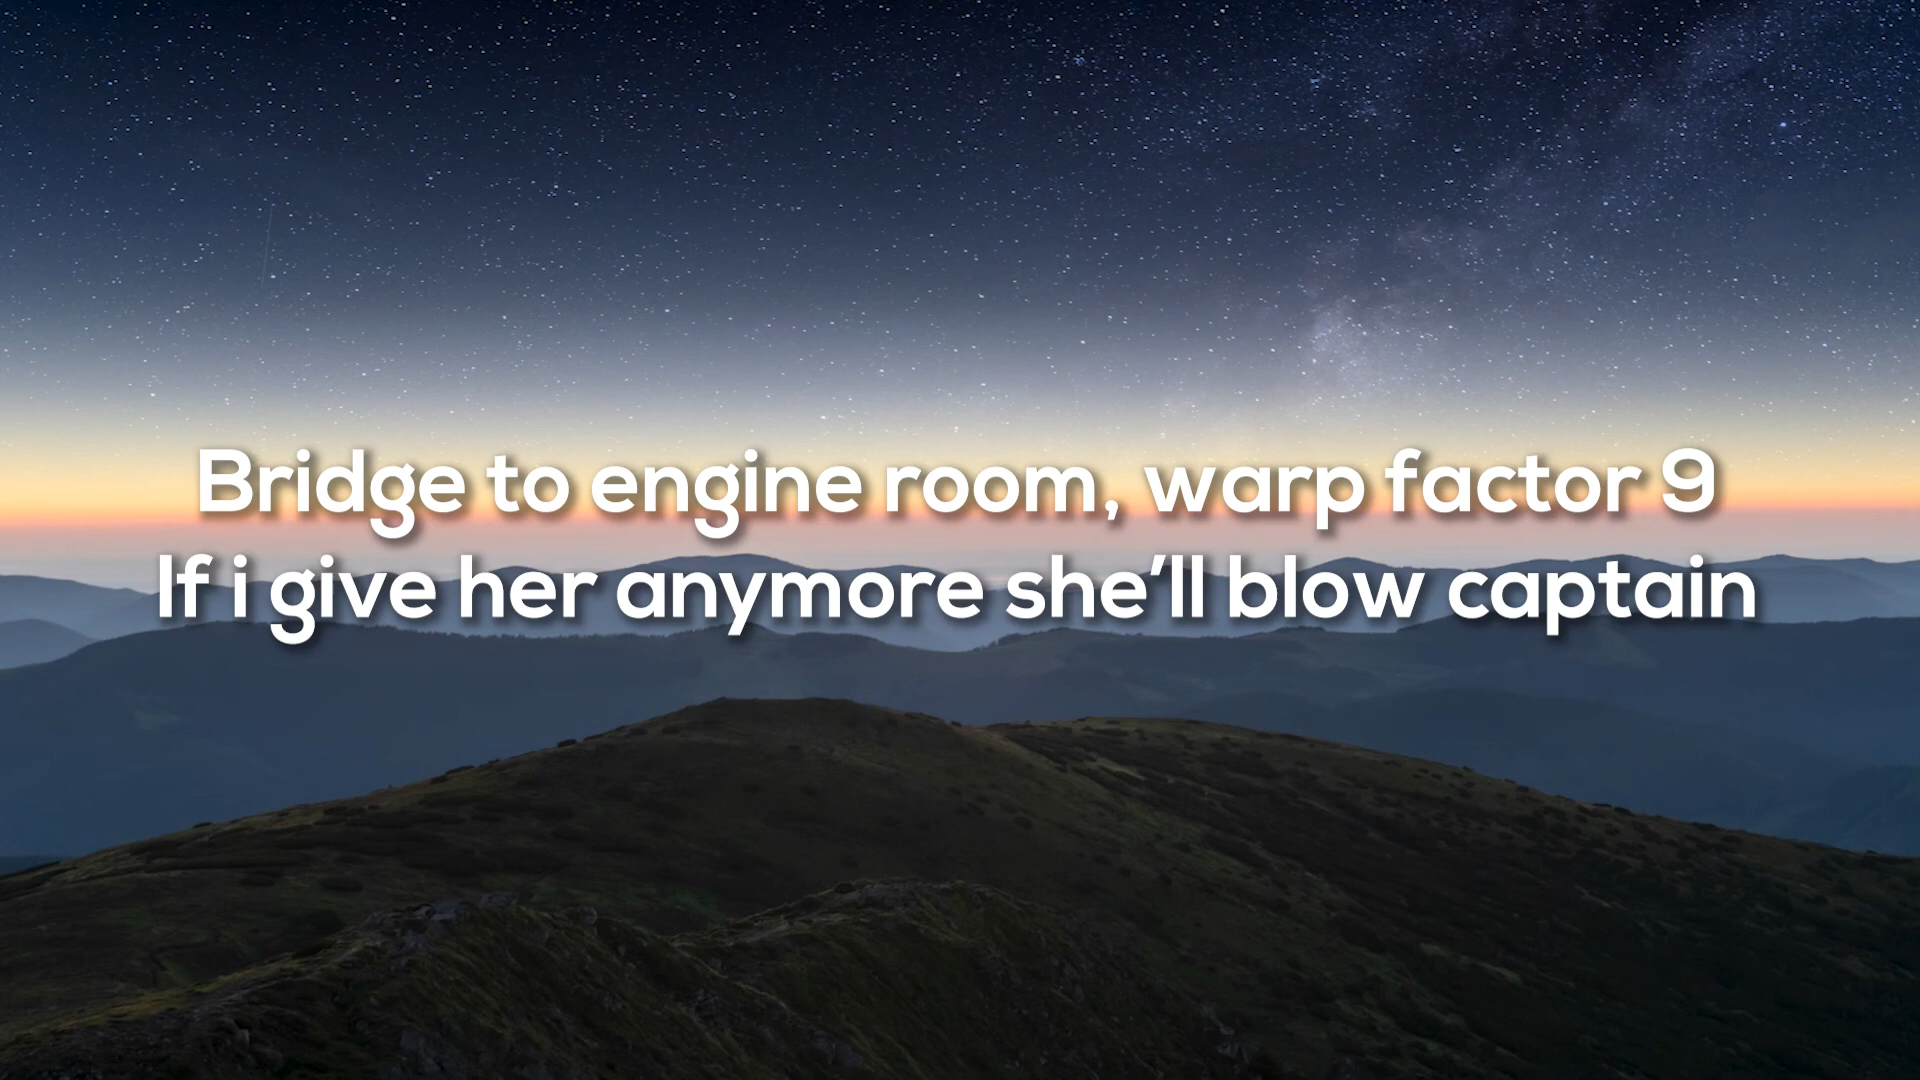 Bridge to engine room, warp factor 9
If i give her anymore she’ll blow captain